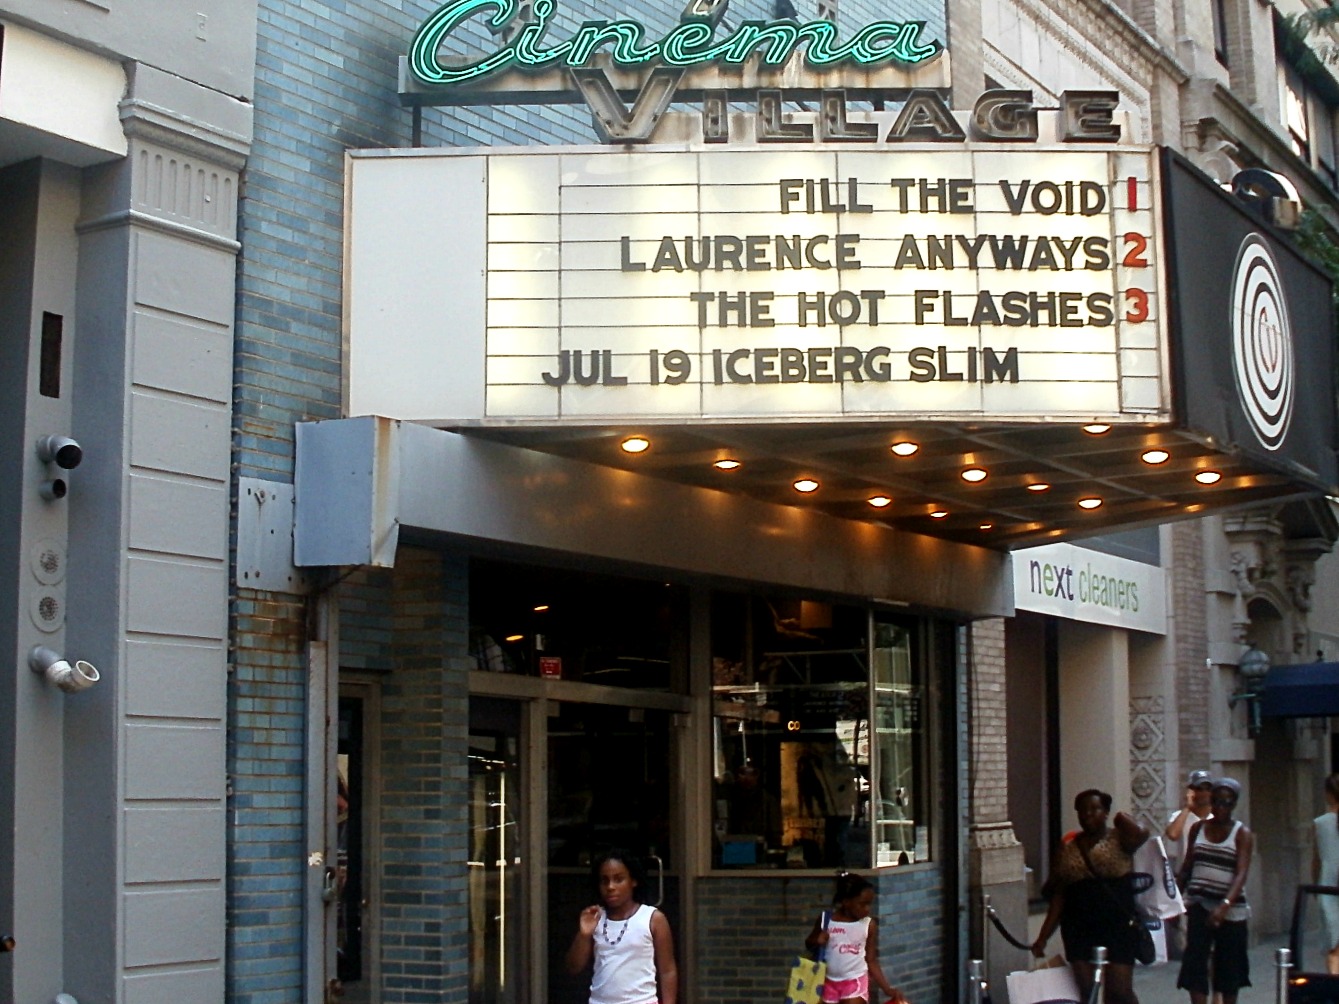 Cinema
VILLAGE
FILL THE VOID 1
LAURENCE ANYWAYS 2
THE HOT FLASHES 3
JUL 19 ICEBERG SLIM
next cleaners